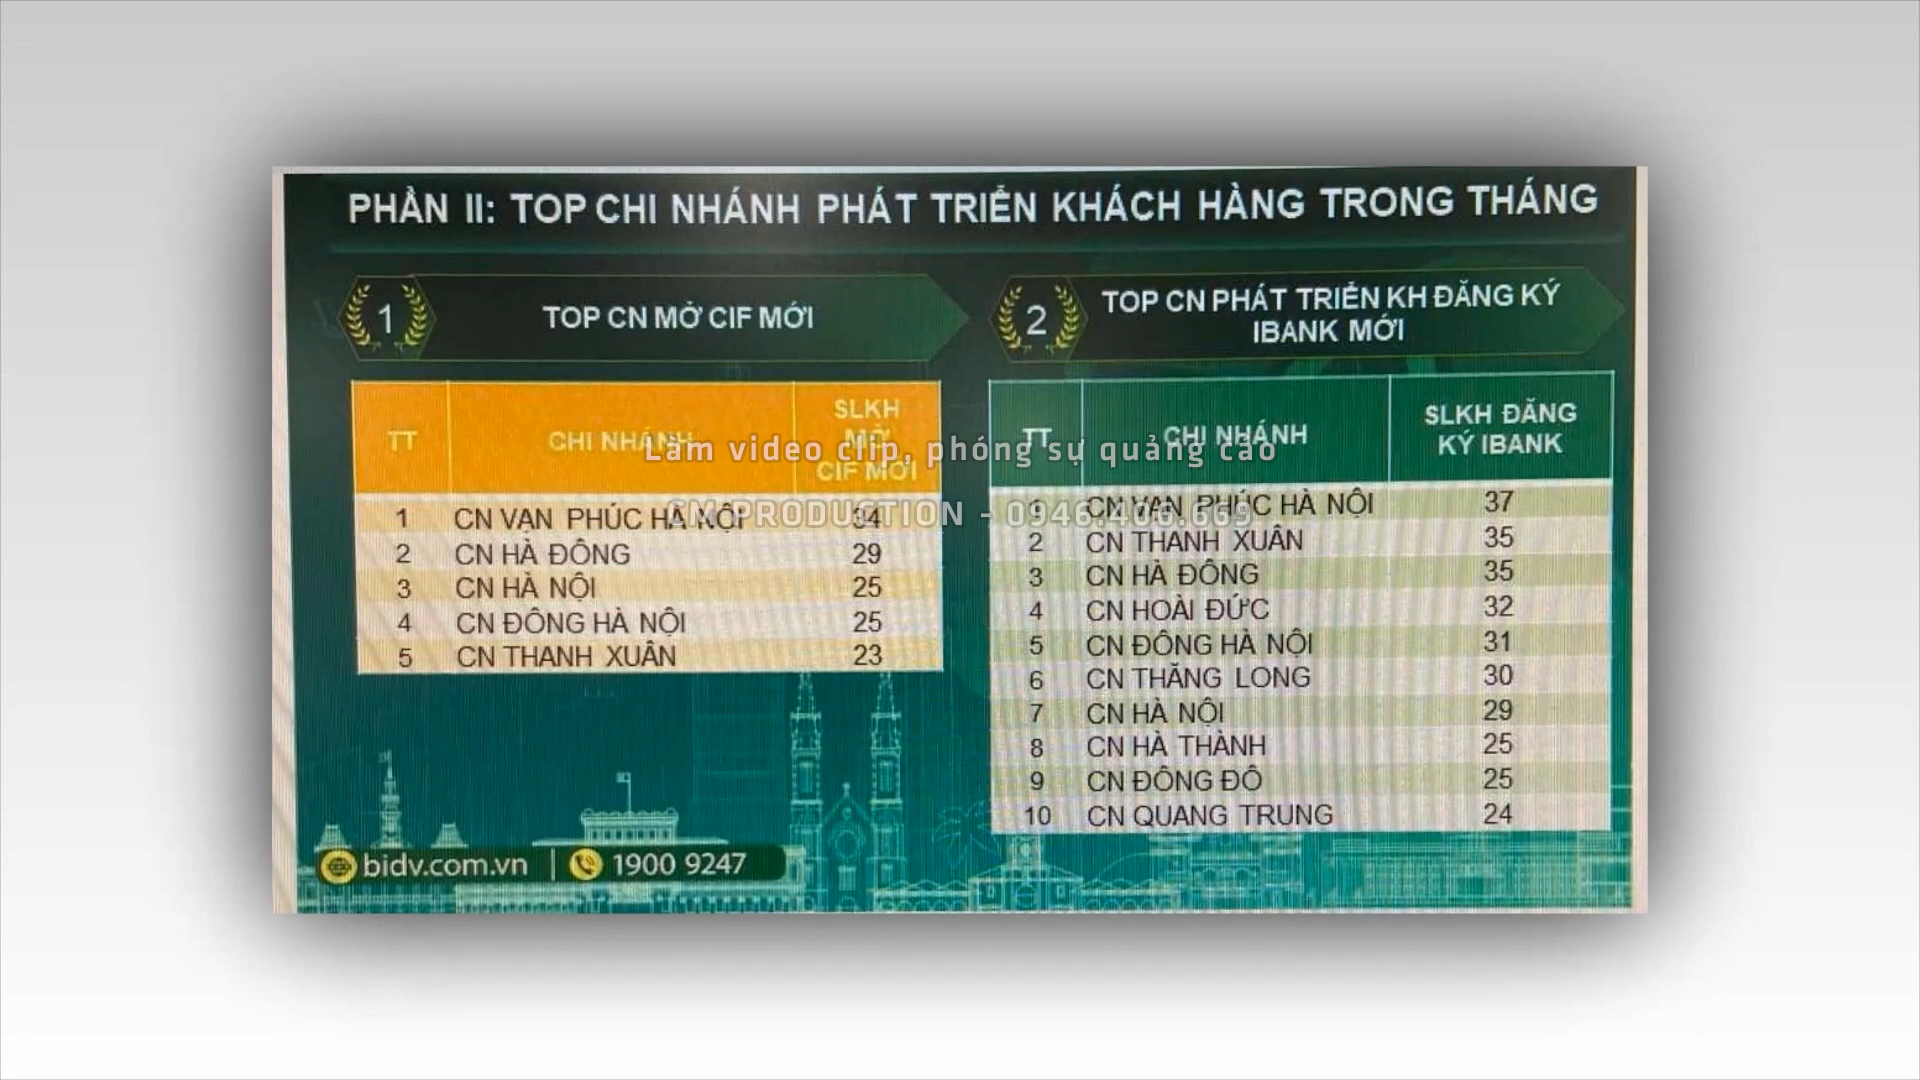 PHẦN II: TOP CHI NHÁNH PHÁT TRIỂN KHÁCH HÀNG TRONG THÁNG
1
TOP CN MỞ CIF MỚI
TT
CHI NHÁNH
SLKH
MỞ
CIF MỚI
1 CN VẠN PHÚC HÀ NỘI 34
2 CN HÀ ĐÔNG 29
3 CN HÀ NỘI 25
4 CN ĐÔNG HÀ NỘI 25
5 CN THANH XUÂN 23
2
TOP CN PHÁT TRIỂN KH ĐĂNG KÝ
IBANK MỚI
TT
CHI NHÁNH
SLKH ĐĂNG
KÝ IBANK
1 CN VẠN PHÚC HÀ NỘI 37
2 CN THANH XUÂN 35
3 CN HÀ ĐÔNG 35
4 CN HOÀI ĐỨC 32
5 CN ĐÔNG HÀ NỘI 31
6 CN THĂNG LONG 30
7 CN HÀ NỘI 29
8 CN HÀ THÀNH 25
9 CN ĐÔNG ĐÔ 25
10 CN QUANG TRUNG 24
Làm video clip, phóng sự quảng cáo
CM PRODUCTION - 0946.406.669
bidv.com.vn | 1900 9247